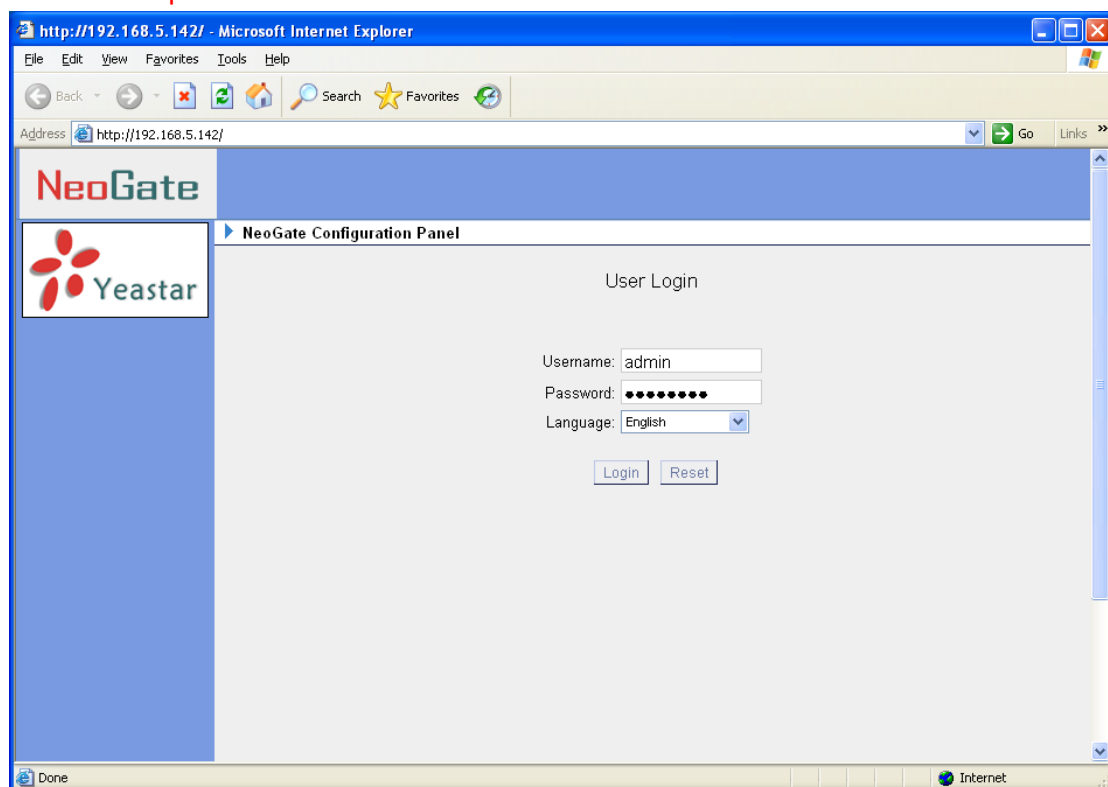 http://192.168.5.142/ - Microsoft Internet Explorer
File Edit View Favorites Tools Help
Back Search Favorites
Address http://192.168.5.142/ Go Links »
NeoGate
Yeastar
NeoGate Configuration Panel
User Login
Username: admin
Password: ●●●●●●●●
Language: English
Login Reset
Done Internet